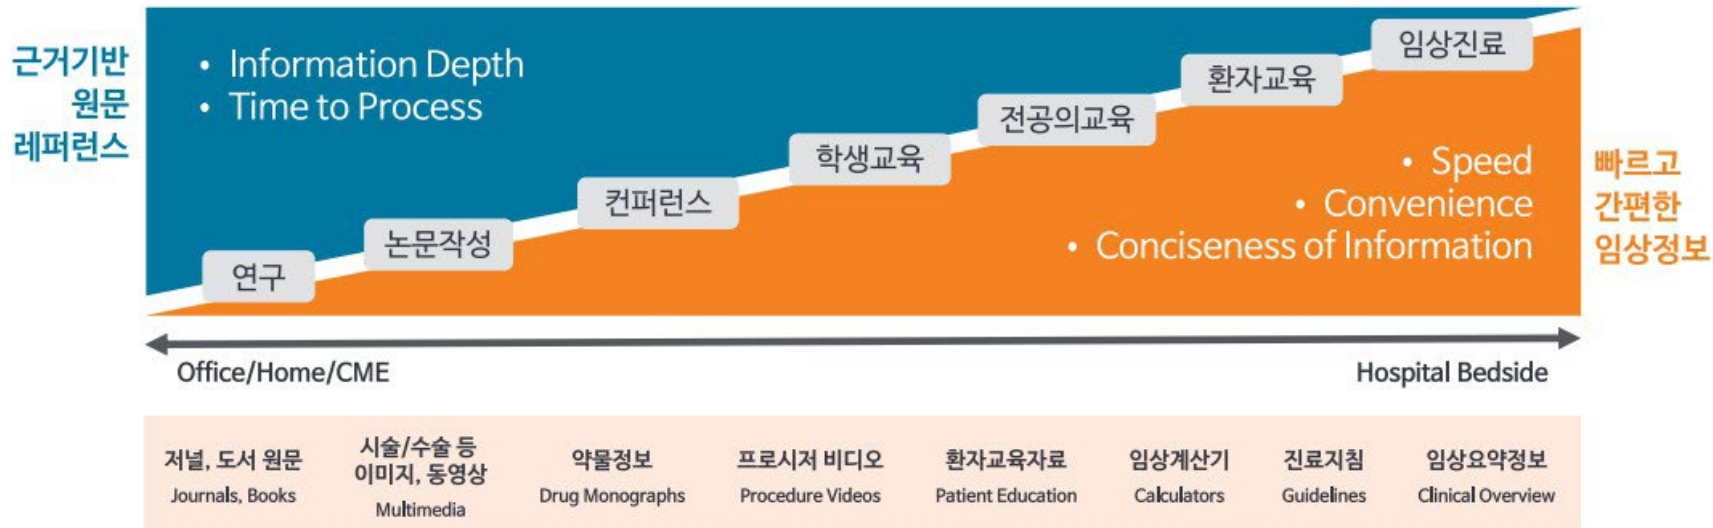 근거기반
원문
레퍼런스
• Information Depth
• Time to Process
연구
논문작성
컨퍼런스
학생교육
전공의교육
환자교육
임상진료
• Speed
• Convenience
• Conciseness of Information
빠르고
간편한
임상정보
Office/Home/CME
Hospital Bedside
저널, 도서 원문
Journals, Books
시술/수술 등
이미지, 동영상
Multimedia
약물정보
Drug Monographs
프로시저 비디오
Procedure Videos
환자교육자료
Patient Education
임상계산기
Calculators
진료지침
Guidelines
임상요약정보
Clinical Overview